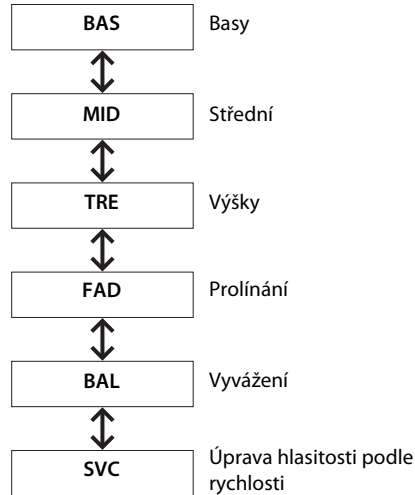 BAS Basy
MID Střední
TRE Výšky
FAD Prolínání
BAL Vyvážení
SVC Úprava hlasitosti podle
rychlosti